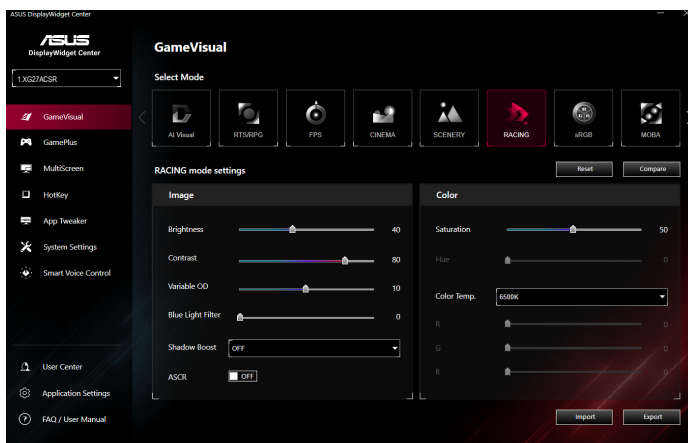 ASUS DisplayWidget Center
ASUS
DisplayWidget Center
1.XG27ACSR
GameVisual
GamePlus
MultiScreen
HotKey
App Tweaker
System Settings
Smart Voice Control
User Center
Application Settings
FAQ / User Manual
GameVisual
Select Mode
AI Visual
RTS/RPG
FPS
CINEMA
SCENERY
RACING
R
G B
sRGB
MOBA
RACING mode settings
Reset
Compare
Image
Brightness 40
Contrast 80
Variable OD 10
Blue Light Filter 0
Shadow Boost OFF
ASCR OFF
Color
Saturation 50
Hue 0
Color Temp. 6500K
R 0
G 0
B 0
Import
Export